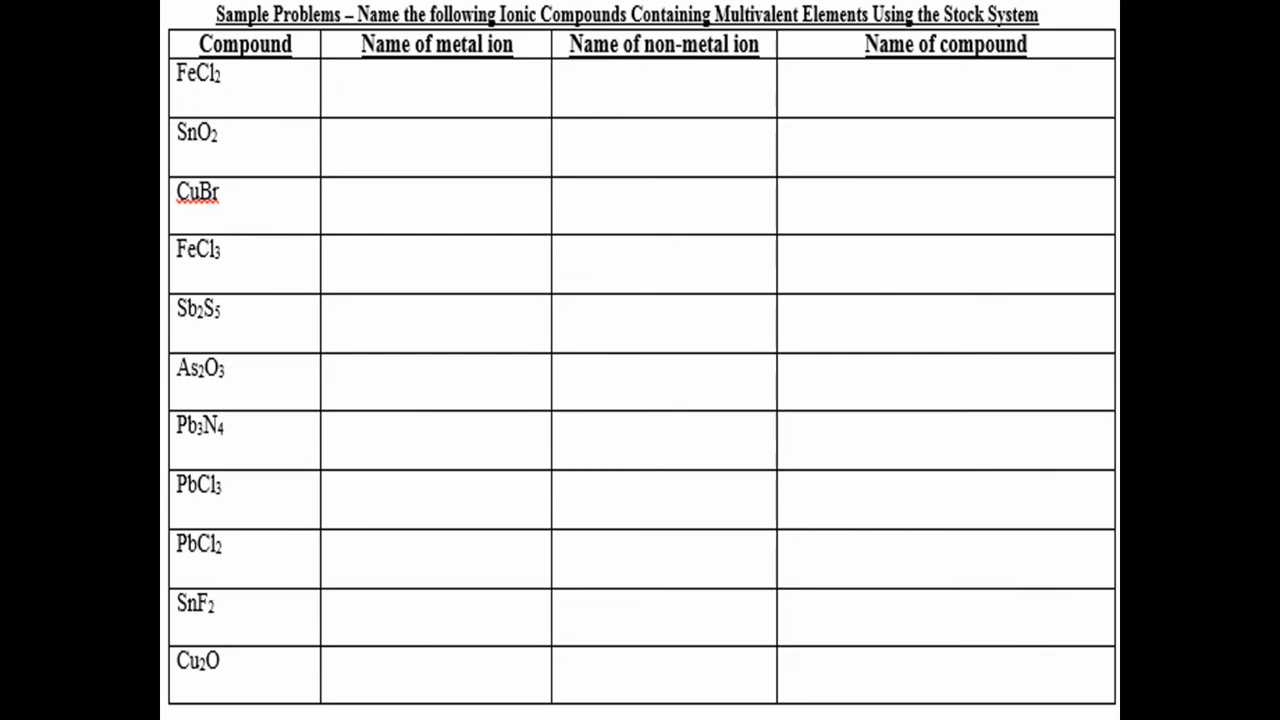 Sample Problems – Name the following Ionic Compounds Containing Multivalent Elements Using the Stock System
Compound Name of metal ion Name of non-metal ion Name of compound
FeCl₂
SnO₂
CuBr
FeCl₃
Sb₂S₅
As₂O₃
Pb₃N₄
PbCl₃
PbCl₂
SnF₂
Cu₂O